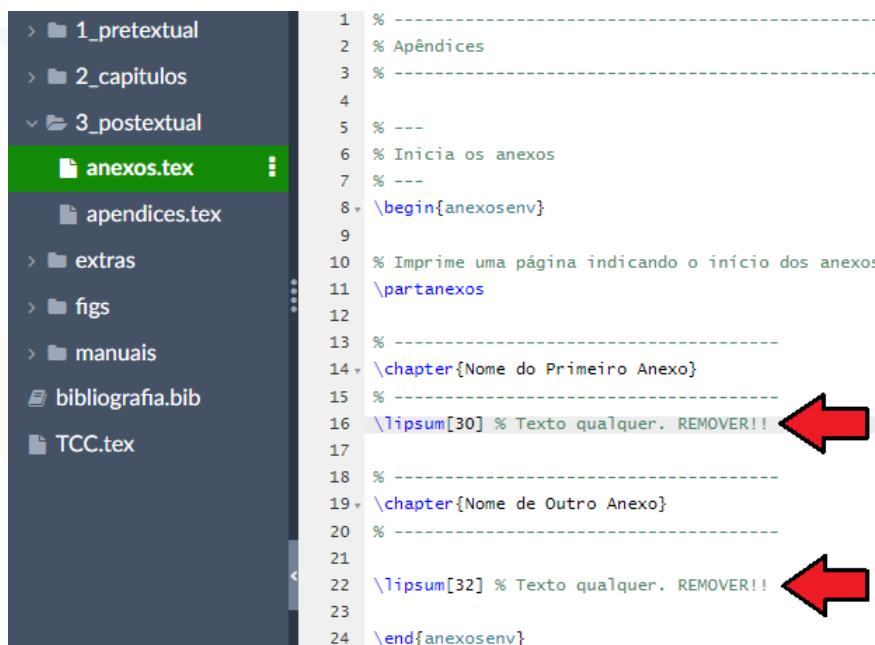 1_pretextual
2_capitulos
3_postextual
anexos.tex
apendices.tex
extras
figs
manuais
bibliografia.bib
TCC.tex
1 % -----------------------------------------------
2 % Apêndices
3 % -----------------------------------------------
4
5 % ---
6 % Inicia os anexos
7 % ---
8 \begin{anexosenv}
9
10 % Imprime uma página indicando o início dos anexos
11 \partanexos
12
13 % --------------------------------------
14 \chapter{Nome do Primeiro Anexo}
15 % --------------------------------------
16 \lipsum[30] % Texto qualquer. REMOVER!!
17
18 % --------------------------------------
19 \chapter{Nome de Outro Anexo}
20 % --------------------------------------
21
22 \lipsum[32] % Texto qualquer. REMOVER!!
23
24 \end{anexosenv}